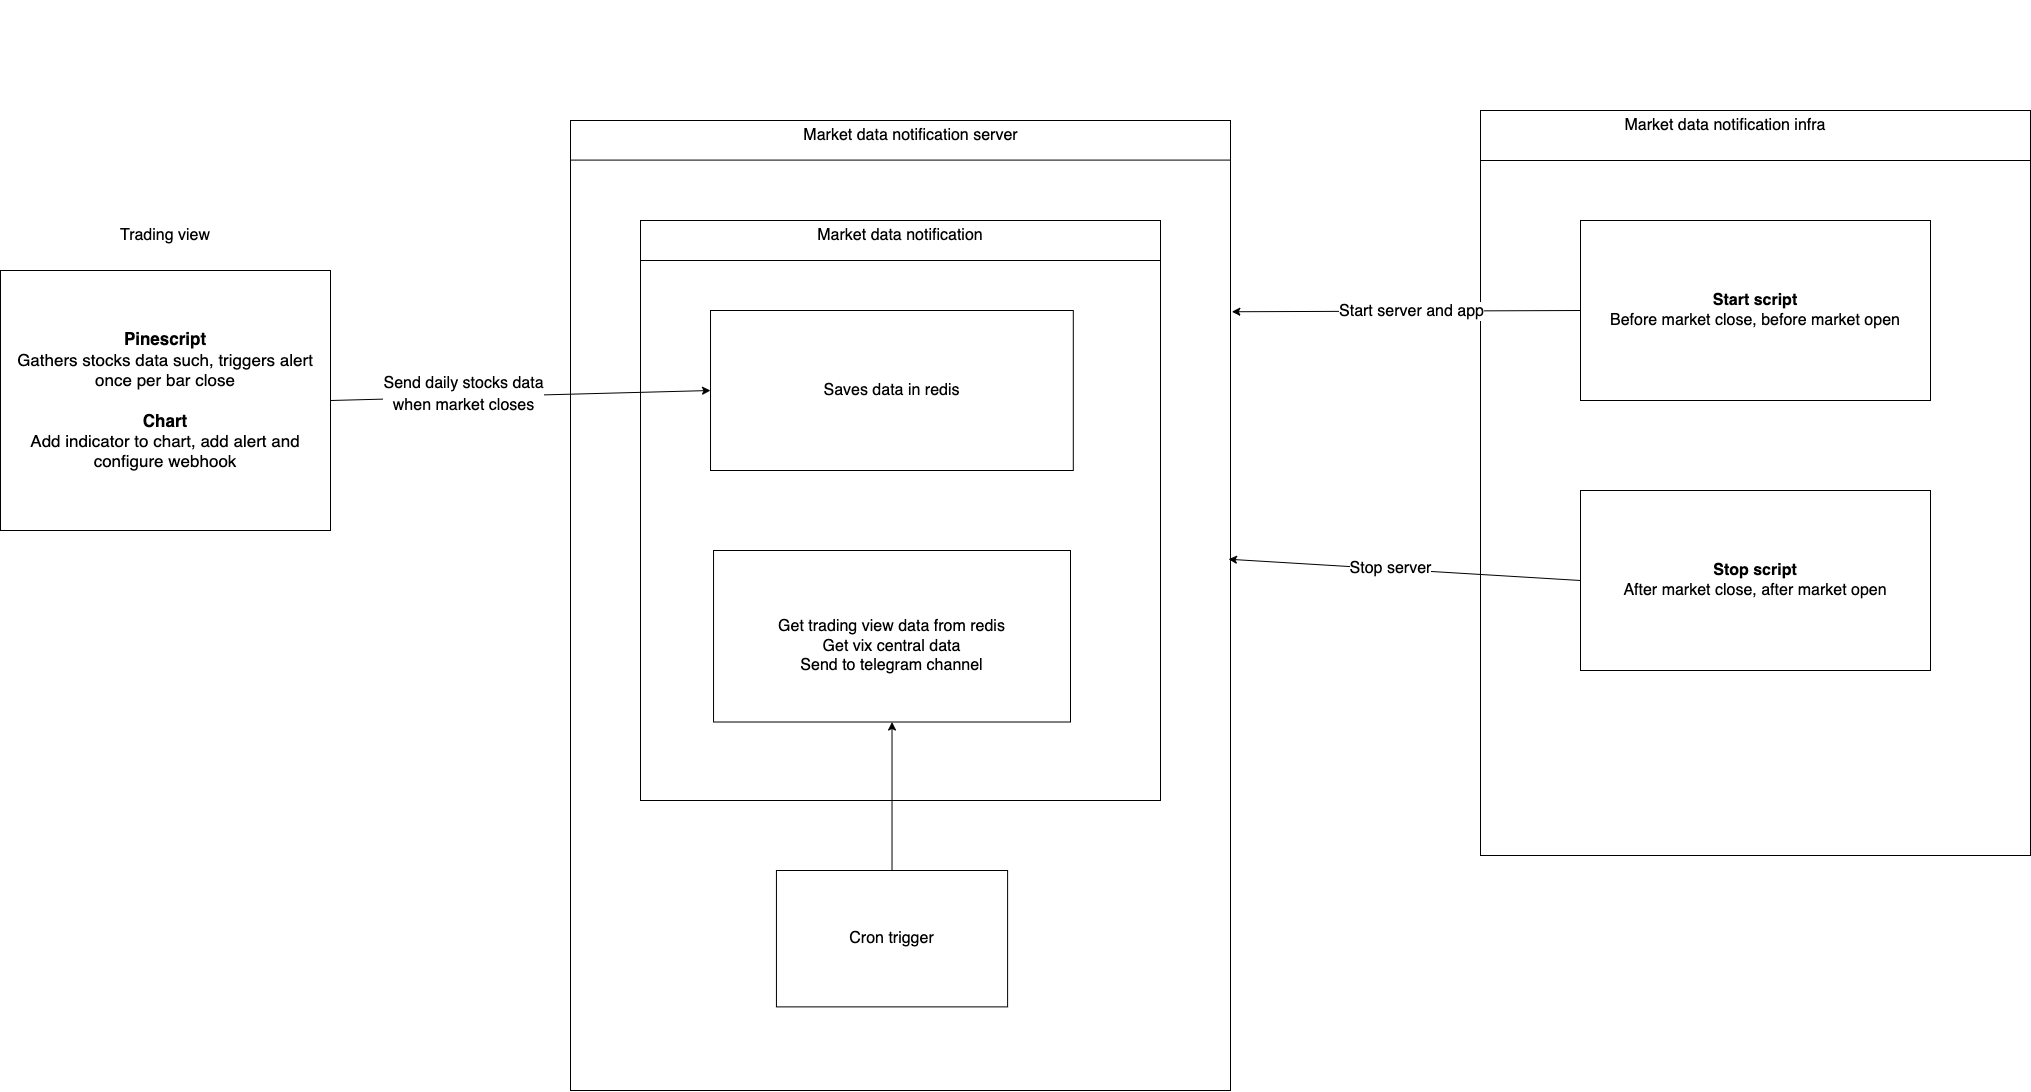 Trading view
Pinescript
Gathers stocks data such, triggers alert
once per bar close
Chart
Add indicator to chart, add alert and
configure webhook
Send daily stocks data
when market closes
Market data notification server
Market data notification
Saves data in redis
Get trading view data from redis
Get vix central data
Send to telegram channel
Cron trigger
Start server and app
Stop server
Market data notification infra
Start script
Before market close, before market open
Stop script
After market close, after market open